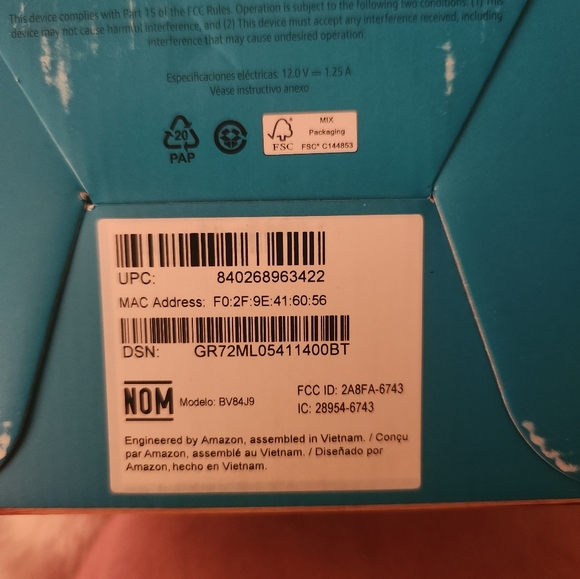 This device complies with Part 15 of the FCC Rules. Operation is subject to the following two conditions: (1) This
device may not cause harmful interference, and (2) This device must accept any interference received, including
interference that may cause undesired operation.
Especificaciones eléctricas: 12.0 V ⎓ 1.25 A
Véase instructivo anexo
20
PAP
MIX
Packaging
FSC
FSC® C144853
UPC: 840268963422
MAC Address: F0:2F:9E:41:60:56
DSN: GR72ML05411400BT
NOM
Modelo: BV84J9
FCC ID: 2A8FA-6743
IC: 28954-6743
Engineered by Amazon, assembled in Vietnam. / Conçu
par Amazon, assemblé au Vietnam. / Diseñado por
Amazon, hecho en Vietnam.